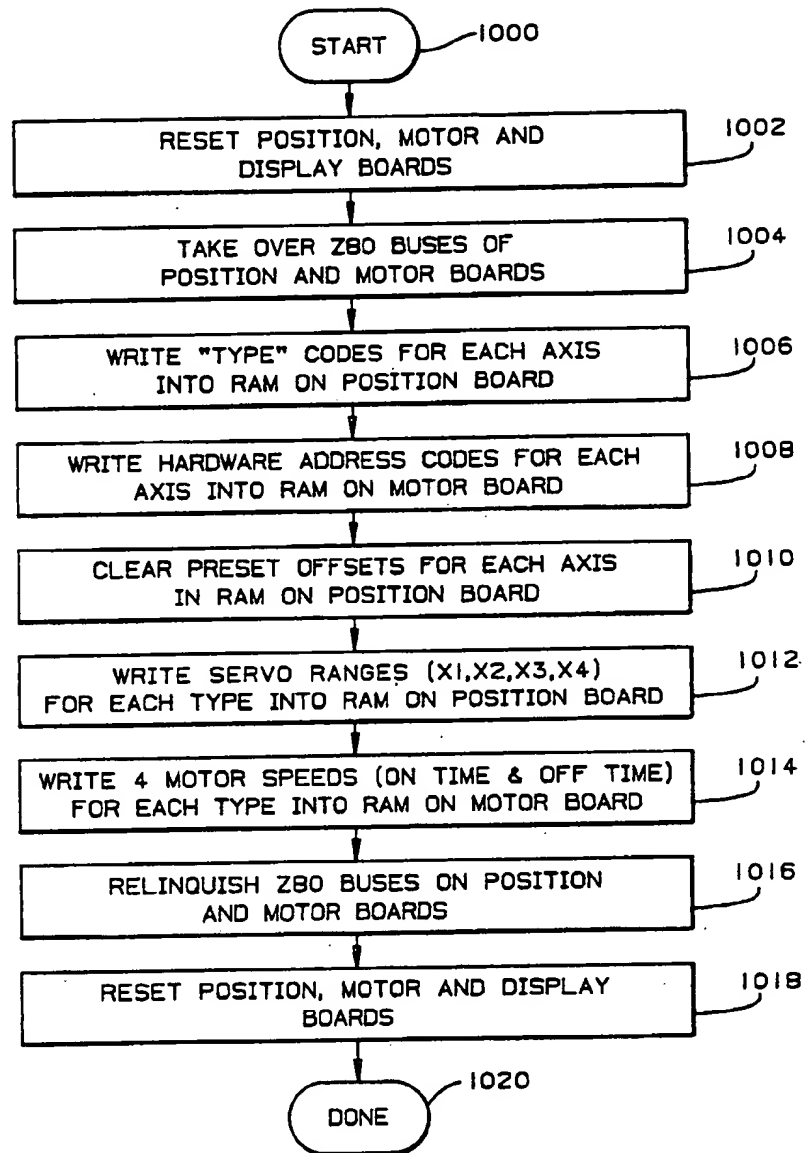 START
1000
RESET POSITION, MOTOR AND
DISPLAY BOARDS
1002
TAKE OVER Z80 BUSES OF
POSITION AND MOTOR BOARDS
1004
WRITE "TYPE" CODES FOR EACH AXIS
INTO RAM ON POSITION BOARD
1006
WRITE HARDWARE ADDRESS CODES FOR EACH
AXIS INTO RAM ON MOTOR BOARD
1008
CLEAR PRESET OFFSETS FOR EACH AXIS
IN RAM ON POSITION BOARD
1010
WRITE SERVO RANGES (X1,X2,X3,X4)
FOR EACH TYPE INTO RAM ON POSITION BOARD
1012
WRITE 4 MOTOR SPEEDS (ON TIME & OFF TIME)
FOR EACH TYPE INTO RAM ON MOTOR BOARD
1014
RELINQUISH Z80 BUSES ON POSITION
AND MOTOR BOARDS
1016
RESET POSITION, MOTOR AND DISPLAY
BOARDS
1018
DONE
1020